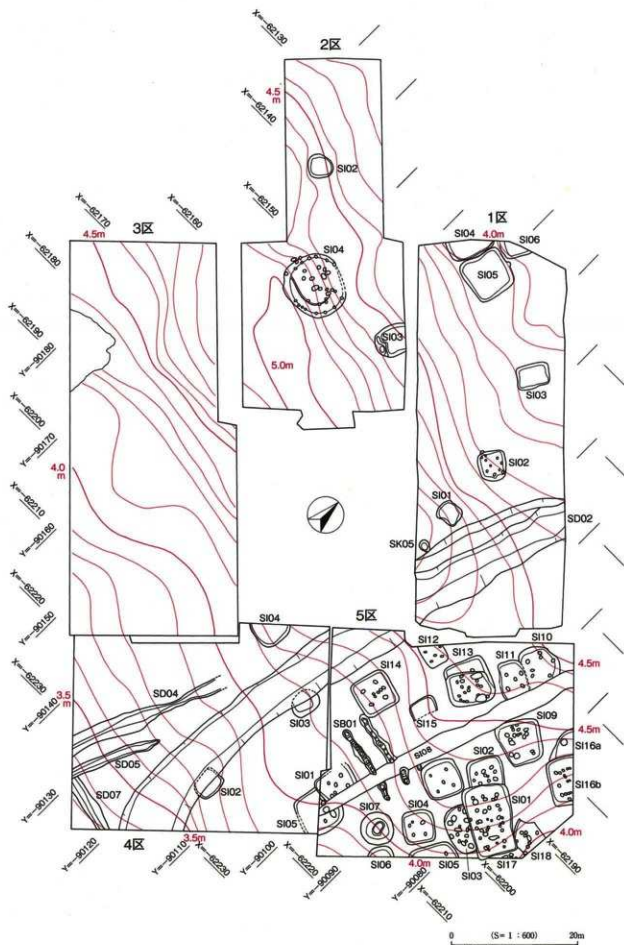 X=-62130
2区
4.5
m
X=-62140
SI02
X=-62150
X=-62160
X=-62170
3区
4.5m
X=-62180
SI04
SI03
5.0m
1区
SI04
4.0m
SI06
SI05
X=-62190
Y=-90180
SI03
X=-62200
Y=-90170
4.0
m
SI02
X=-62210
Y=-90160
SI01
SD02
SK05
X=-62220
Y=-90150
SI04
5区
SI12
SI13
SI11
SI10
4.5m
X=-62230
Y=-90140
3.5
m
SD04
SI14
SI15
SI03
SB01
SI09
4.5m
SI08
SI02
SI16a
SD05
SI01
SI02
SI16b
Y=-90130
SD07
SI07
SI04
SI01
SI05
SI06
SI05
SI03
SI17
SI18
4.0m
4区
3.5m
4.0m
Y=-90120
Y=-90110
X=-62230
Y=-90100
X=-62220
Y=-90090
Y=-90080
X=-62210
X=-62200
X=-62190
0
(S=1:600)
20m